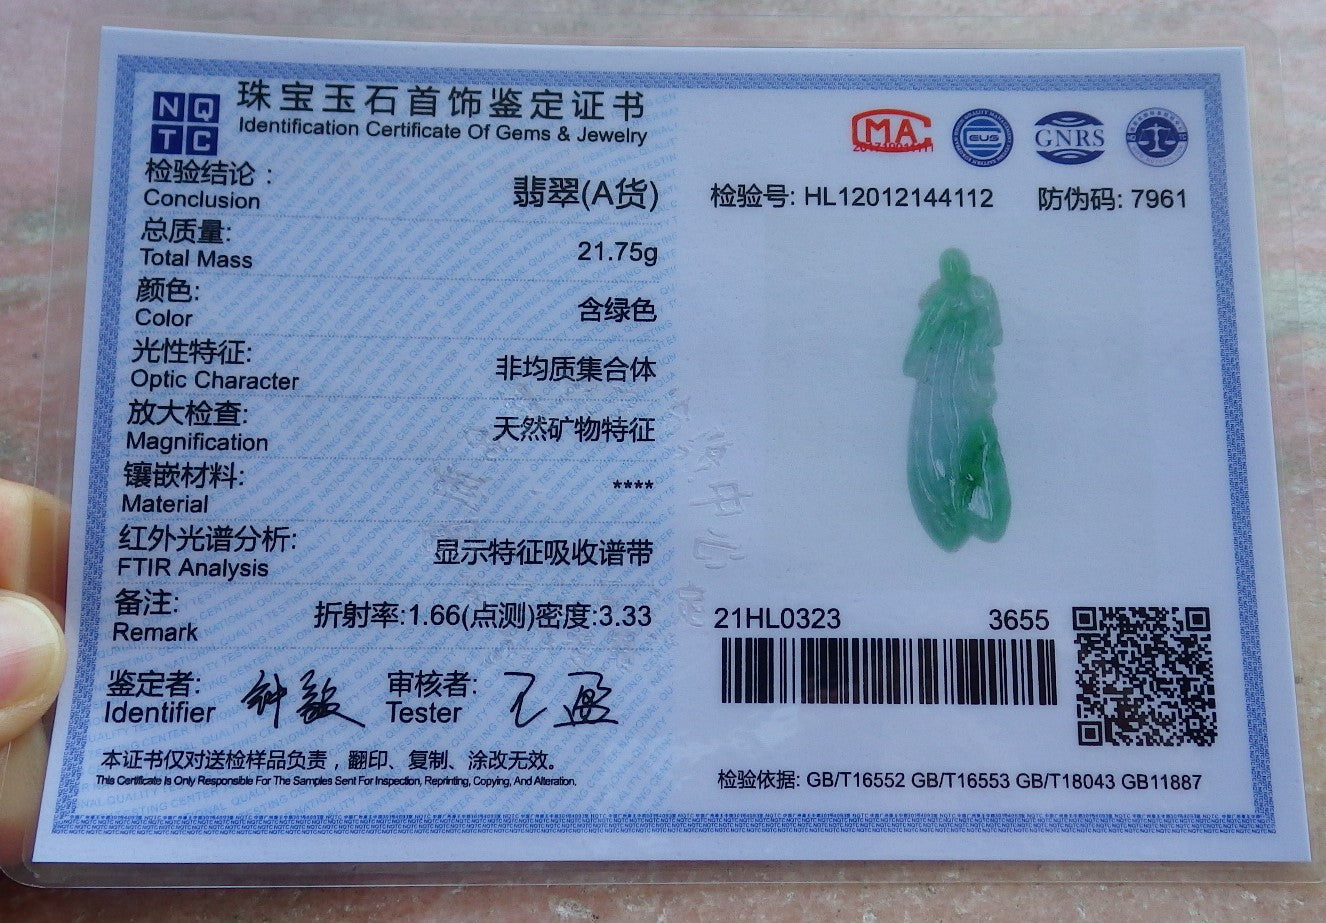 NQ
TC
珠宝玉石首饰鉴定证书
Identification Certificate Of Gems & Jewelry
检验结论：
Conclusion
翡翠(A货)
总质量:
Total Mass
21.75g
颜色:
Color
含绿色
光性特征:
Optic Character
非均质集合体
放大检查:
Magnification
天然矿物特征
镶嵌材料:
Material
****
红外光谱分析:
FTIR Analysis
显示特征吸收谱带
备注:
Remark
折射率:1.66(点测)密度:3.33
鉴定者:
Identifier
钟敏
审核者:
Tester
王盈
本证书仅对送检样品负责，翻印、复制、涂改无效。
This Certificate Is Only Responsible For The Samples Sent For Inspection, Reprinting, Copying, And Alteration.
MA
CUS
GNRS
检验号: HL12012144112 防伪码: 7961
21HL0323 3655
检验依据: GB/T16552 GB/T16553 GB/T18043 GB11887